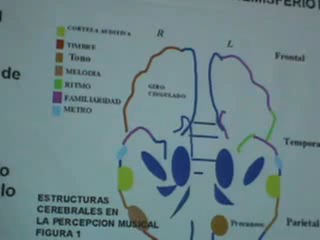 CORTEZA AUDITIVA
TIMBRE
Tono
MELODIA
RITMO
FAMILIARIDAD
METRO
R
L
Frontal
GIRO
CINGULADO
de
Tempora
lo
ESTRUCTURAS
CEREBRALES EN
LA PERCEPCION MUSICAL
FIGURA 1
Precuneus
Parietal